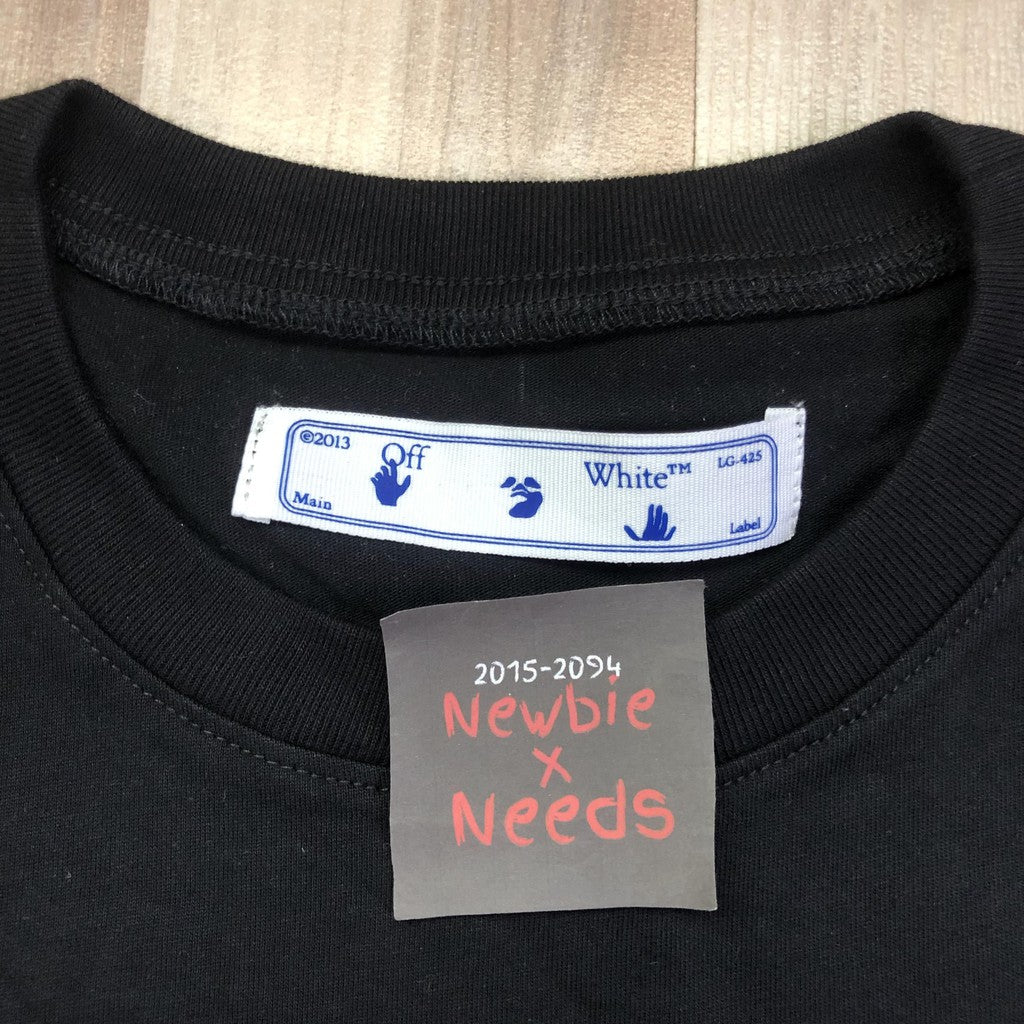 ©2013 Off White™ LG-425
Main Label
2015-2094
Newbie
x
Needs